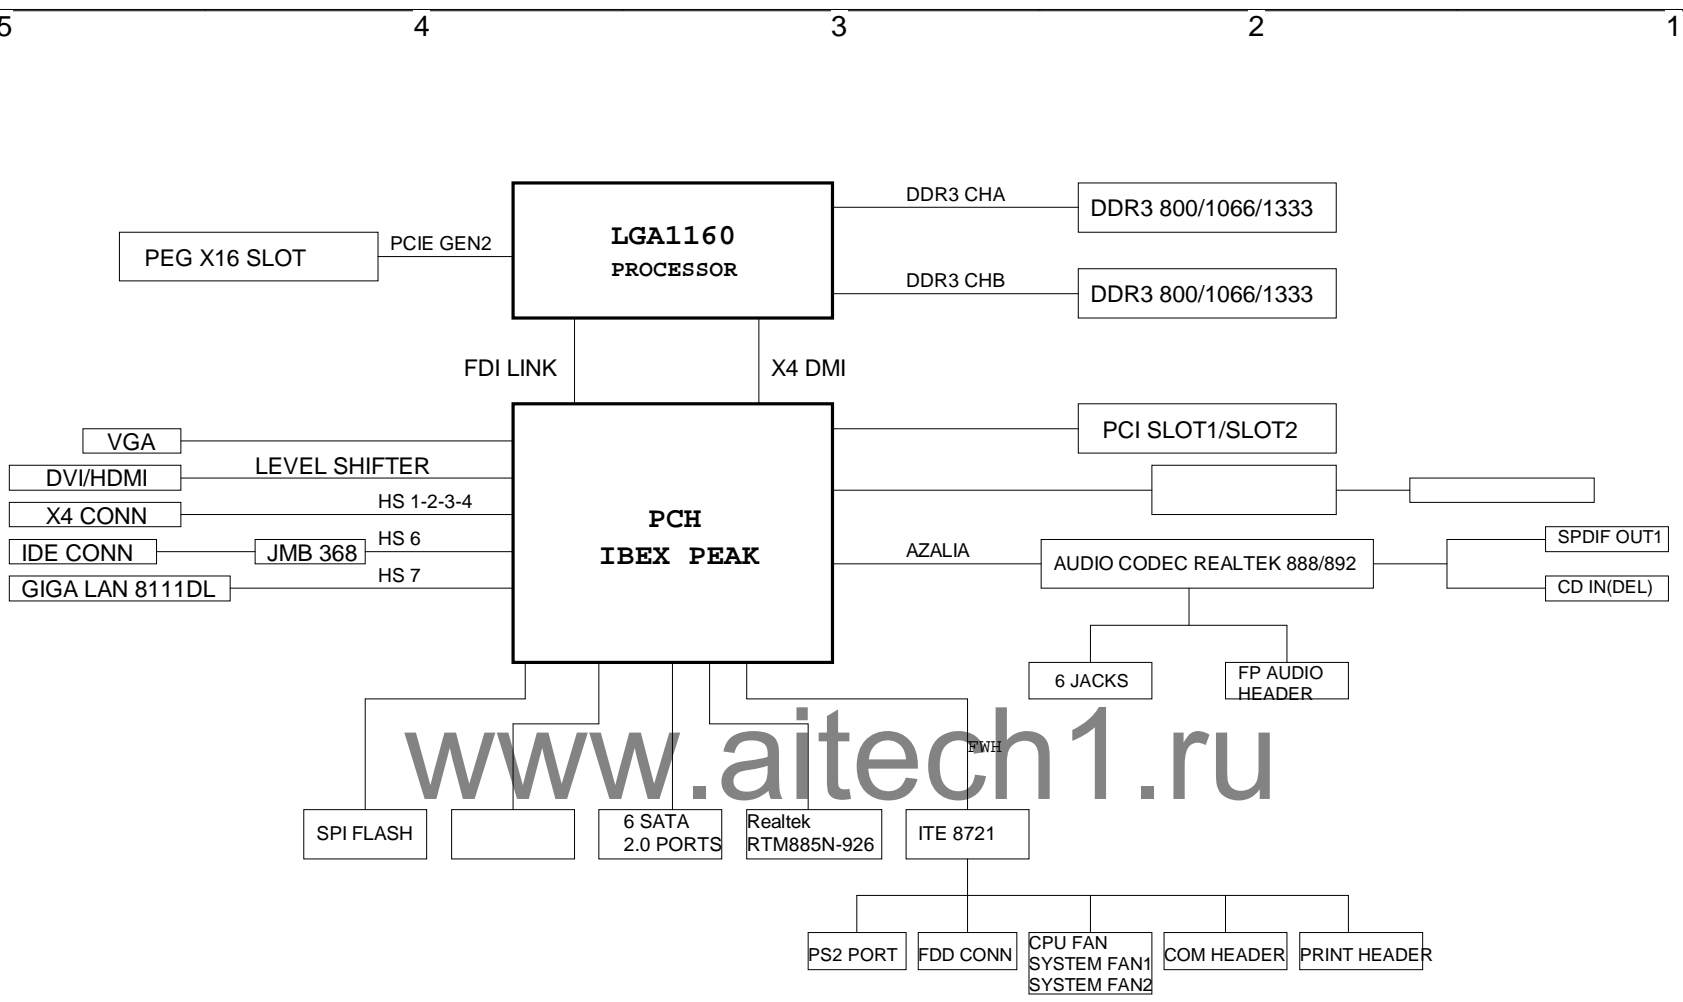 5 4 3 2 1
DDR3 CHA
DDR3 800/1066/1333
LGA1160
PROCESSOR
PCIE GEN2
PEG X16 SLOT
DDR3 CHB
DDR3 800/1066/1333
FDI LINK
X4 DMI
VGA
PCI SLOT1/SLOT2
LEVEL SHIFTER
DVI/HDMI
HS 1-2-3-4
X4 CONN
PCH
IBEX PEAK
HS 6
IDE CONN
JMB 368
HS 7
GIGA LAN 8111DL
AZALIA
AUDIO CODEC REALTEK 888/892
SPDIF OUT1
CD IN(DEL)
6 JACKS
FP AUDIO
HEADER
FWH
www.aitech1.ru
SPI FLASH
6 SATA
2.0 PORTS
Realtek
RTM885N-926
ITE 8721
PS2 PORT
FDD CONN
CPU FAN
SYSTEM FAN1
SYSTEM FAN2
COM HEADER
PRINT HEADER